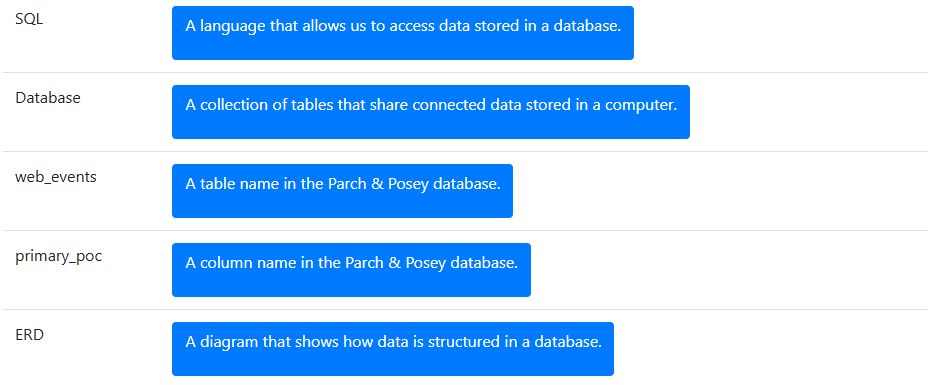 SQL
A language that allows us to access data stored in a database.
Database
A collection of tables that share connected data stored in a computer.
web_events
A table name in the Parch & Posey database.
primary_poc
A column name in the Parch & Posey database.
ERD
A diagram that shows how data is structured in a database.